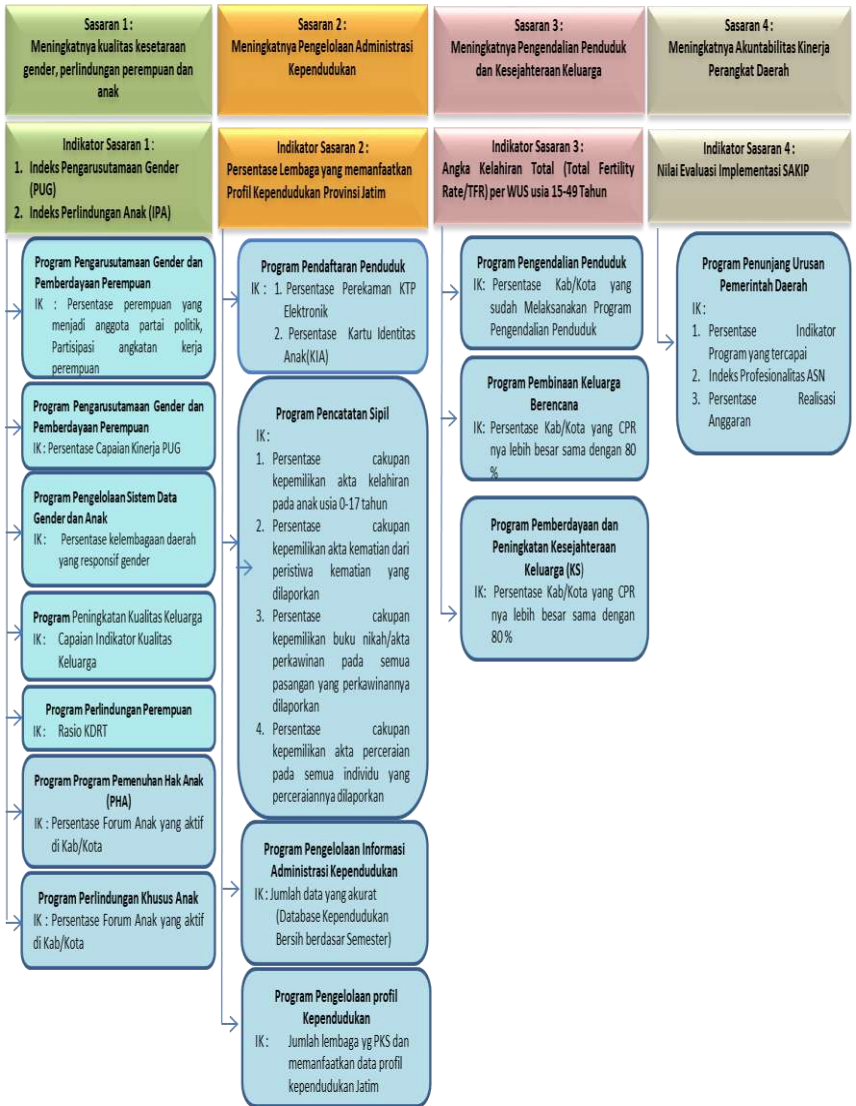 Sasaran 1 :
Meningkatnya kualitas kesetaraan
gender, perlindungan perempuan dan
anak
Indikator Sasaran 1 :
1. Indeks Pengarusutamaan Gender
(PUG)
2. Indeks Perlindungan Anak (IPA)
Program Pengarusutamaan Gender dan
Pemberdayaan Perempuan
IK : Persentase perempuan yang
menjadi anggota partai politik,
Partisipasi angkatan kerja
perempuan
Program Pengarusutamaan Gender dan
Pemberdayaan Perempuan
IK : Persentase Capaian Kinerja PUG
Program Pengelolaan Sistem Data
Gender dan Anak
IK : Persentase kelembagaan daerah
yang responsif gender
Program Peningkatan Kualitas Keluarga
IK : Capaian Indikator Kualitas
Keluarga
Program Perlindungan Perempuan
IK : Rasio KDRT
Program Program Pemenuhan Hak Anak
(PHA)
IK : Persentase Forum Anak yang aktif
di Kab/Kota
Program Perlindungan Khusus Anak
IK : Persentase Forum Anak yang aktif
di Kab/Kota
Sasaran 2 :
Meningkatnya Pengelolaan Administrasi
Kependudukan
Indikator Sasaran 2 :
Persentase Lembaga yang memanfaatkan
Profil Kependudukan Provinsi Jatim
Program Pendaftaran Penduduk
IK : 1. Persentase Perekaman KTP
Elektronik
2. Persentase Kartu Identitas
Anak(KIA)
Program Pencatatan Sipil
IK :
1. Persentase cakupan
kepemilikan akta kelahiran
pada anak usia 0-17 tahun
2. Persentase cakupan
kepemilikan akta kematian dari
peristiwa kematian yang
dilaporkan
3. Persentase cakupan
kepemilikan buku nikah/akta
perkawinan pada semua
pasangan yang perkawinannya
dilaporkan
4. Persentase cakupan
kepemilikan akta perceraian
pada semua individu yang
perceraiannya dilaporkan
Program Pengelolaan Informasi
Administrasi Kependudukan
IK : Jumlah data yang akurat
(Database Kependudukan
Bersih berdasar Semester)
Program Pengelolaan profil
Kependudukan
IK : Jumlah lembaga yg PKS dan
memanfaatkan data profil
kependudukan Jatim
Sasaran 3 :
Meningkatnya Pengendalian Penduduk
dan Kesejahteraan Keluarga
Indikator Sasaran 3 :
Angka Kelahiran Total (Total Fertility
Rate/TFR) per WUS usia 15-49 Tahun
Program Pengendalian Penduduk
IK: Persentase Kab/Kota yang
sudah Melaksanakan Program
Pengendalian Penduduk
Program Pembinaan Keluarga
Berencana
IK: Persentase Kab/Kota yang CPR
nya lebih besar sama dengan 80
%
Program Pemberdayaan dan
Peningkatan Kesejahteraan
Keluarga (KS)
IK: Persentase Kab/Kota yang CPR
nya lebih besar sama dengan
80 %
Sasaran 4 :
Meningkatnya Akuntabilitas Kinerja
Perangkat Daerah
Indikator Sasaran 4 :
Nilai Evaluasi Implementasi SAKIP
Program Penunjang Urusan
Pemerintah Daerah
IK :
1. Persentase Indikator
Program yang tercapai
2. Indeks Profesionalitas ASN
3. Persentase Realisasi
Anggaran